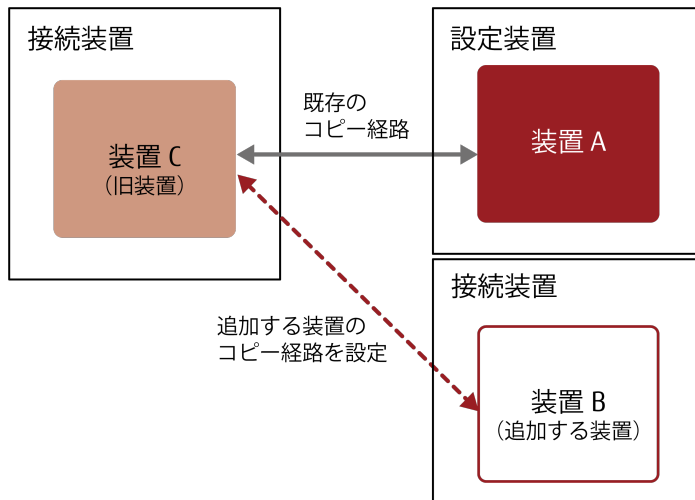 接続装置
装置 C
（旧装置）
既存の
コピー経路
設定装置
装置 A
追加する装置の
コピー経路を設定
接続装置
装置 B
（追加する装置）